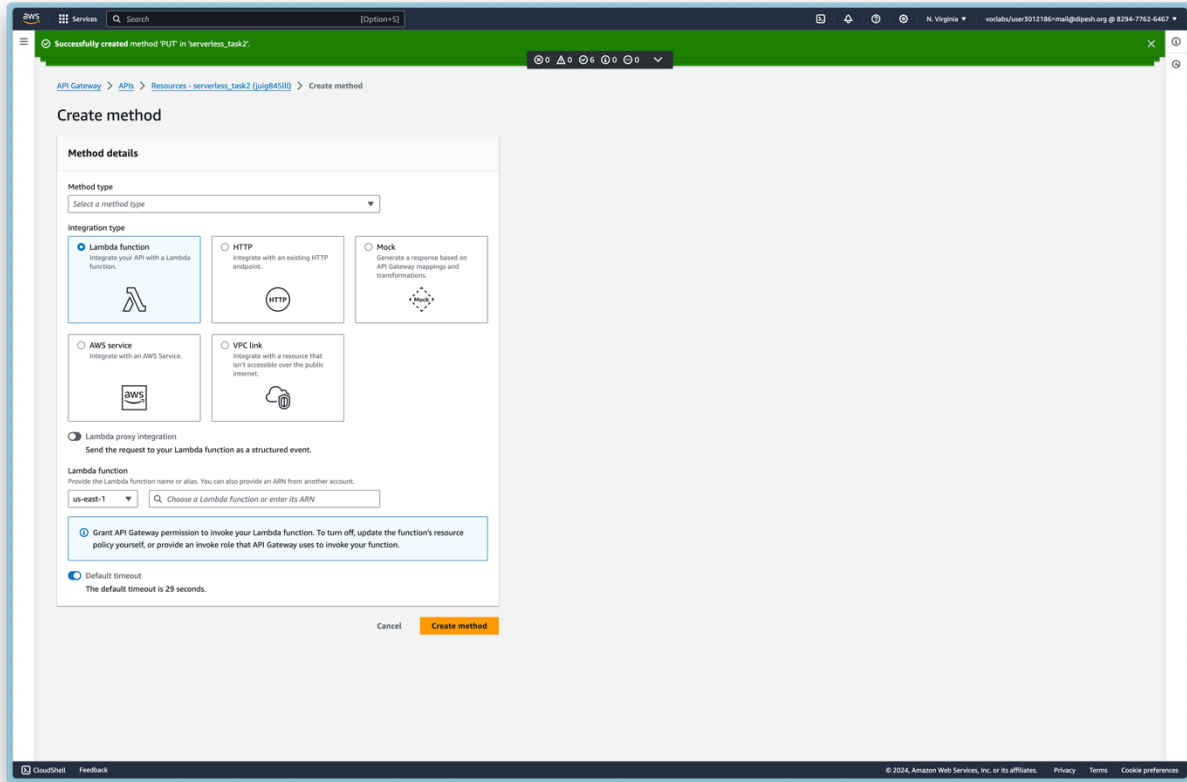 aws
Services
Search
[Option+S]
N. Virginia
voclabs/user3012186=mail@dipesh.org @ 8294-7762-6467
Successfully created method 'PUT' in 'serverless_task2'.
0 0 6 0 0
API Gateway > APIs > Resources - serverless_task2 (juig845lll) > Create method
Create method
Method details
Method type
Select a method type
Integration type
Lambda function
Integrate your API with a Lambda
function.
HTTP
Integrate with an existing HTTP
endpoint.
HTTP
Mock
Generate a response based on
API Gateway mappings and
transformations.
Mock
AWS service
Integrate with an AWS Service.
aws
VPC link
Integrate with a resource that
isn't accessible over the public
internet.
Lambda proxy integration
Send the request to your Lambda function as a structured event.
Lambda function
Provide the Lambda function name or alias. You can also provide an ARN from another account.
us-east-1
Choose a Lambda function or enter its ARN
Grant API Gateway permission to invoke your Lambda function. To turn off, update the function's resource
policy yourself, or provide an invoke role that API Gateway uses to invoke your function.
Default timeout
The default timeout is 29 seconds.
Cancel
Create method
CloudShell
Feedback
© 2024, Amazon Web Services, Inc. or its affiliates.
Privacy
Terms
Cookie preferences